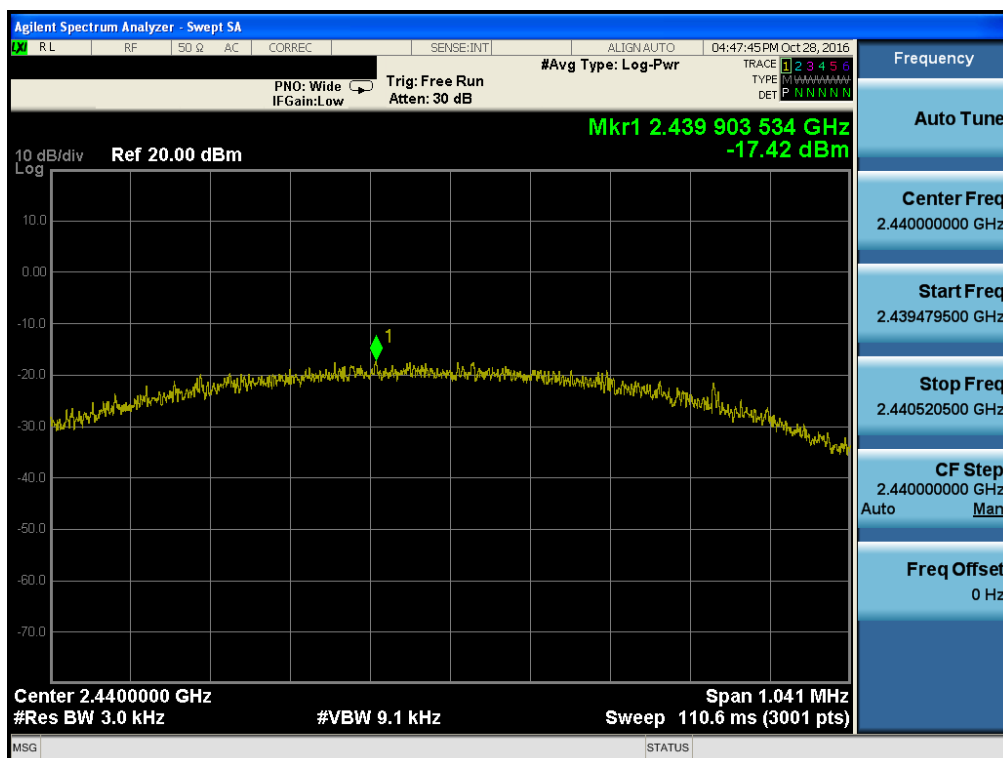 Agilent Spectrum Analyzer - Swept SA
LXI RL RF 50 Ω AC CORREC SENSE:INT ALIGN AUTO 04:47:45 PM Oct 28, 2016
Frequency
#Avg Type: Log-Pwr TRACE 1 2 3 4 5 6
PNO: Wide Trig: Free Run TYPE M
IFGain:Low Atten: 30 dB DET P N N N N N
Auto Tune
Mkr1 2.439 903 534 GHz
-17.42 dBm
10 dB/div Ref 20.00 dBm
Log
Center Freq
2.440000000 GHz
10.0
0.00
Start Freq
2.439479500 GHz
-10.0
1
-20.0
Stop Freq
2.440520500 GHz
-30.0
-40.0
CF Step
2.440000000 GHz
Auto Man
-50.0
-60.0
Freq Offset
0 Hz
-70.0
Center 2.4400000 GHz Span 1.041 MHz
#Res BW 3.0 kHz #VBW 9.1 kHz Sweep 110.6 ms (3001 pts)
MSG STATUS